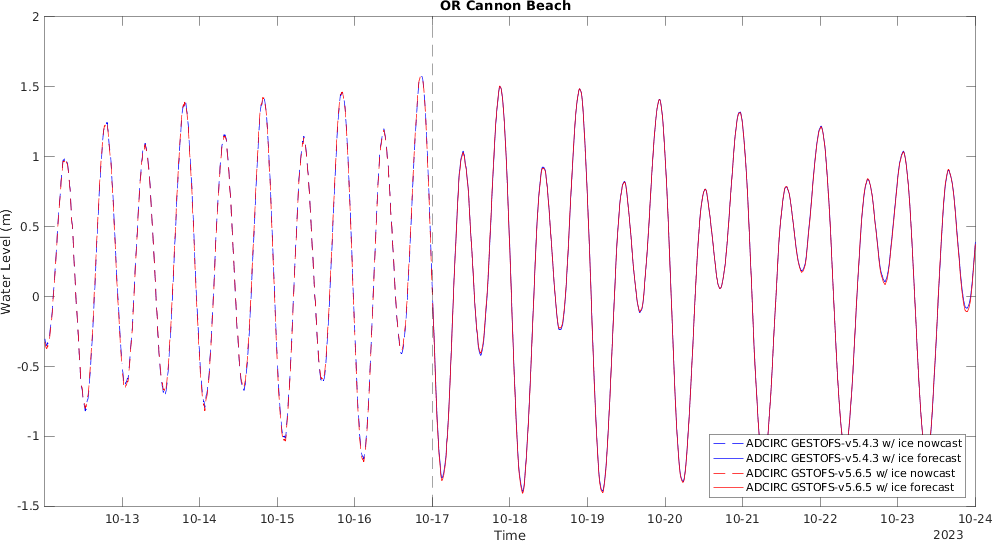 OR Cannon Beach
2
1.5
1
0.5
0
-0.5
-1
-1.5
Water Level (m)
ADCIRC GESTOFS-v5.4.3 w/ ice nowcast
ADCIRC GESTOFS-v5.4.3 w/ ice forecast
ADCIRC GSTOFS-v5.6.5 w/ ice nowcast
ADCIRC GSTOFS-v5.6.5 w/ ice forecast
10-13 10-14 10-15 10-16 10-17 10-18 10-19 10-20 10-21 10-22 10-23 10-24
Time
2023